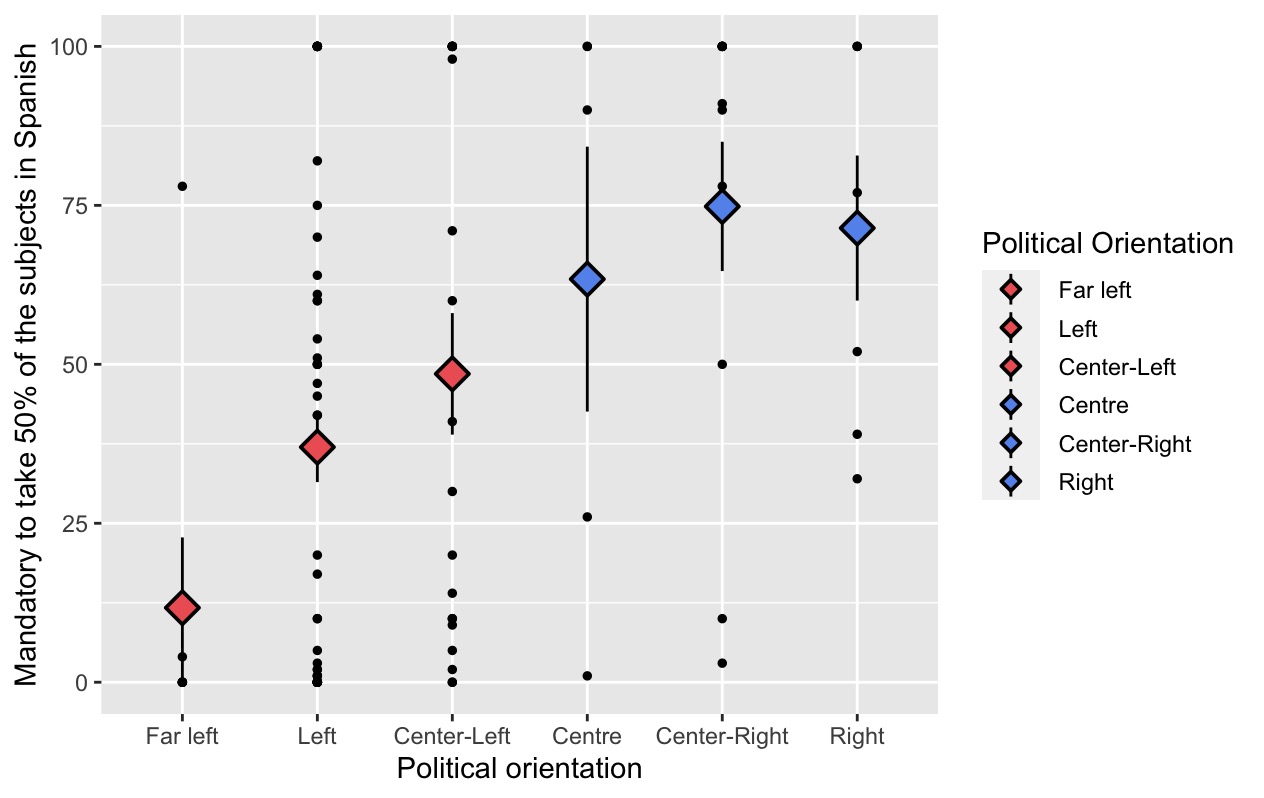 Mandatory to take 50% of the subjects in Spanish
100
75
50
25
0
Far left Left Center-Left Centre Center-Right Right
Political orientation
Political Orientation
Far left
Left
Center-Left
Centre
Center-Right
Right